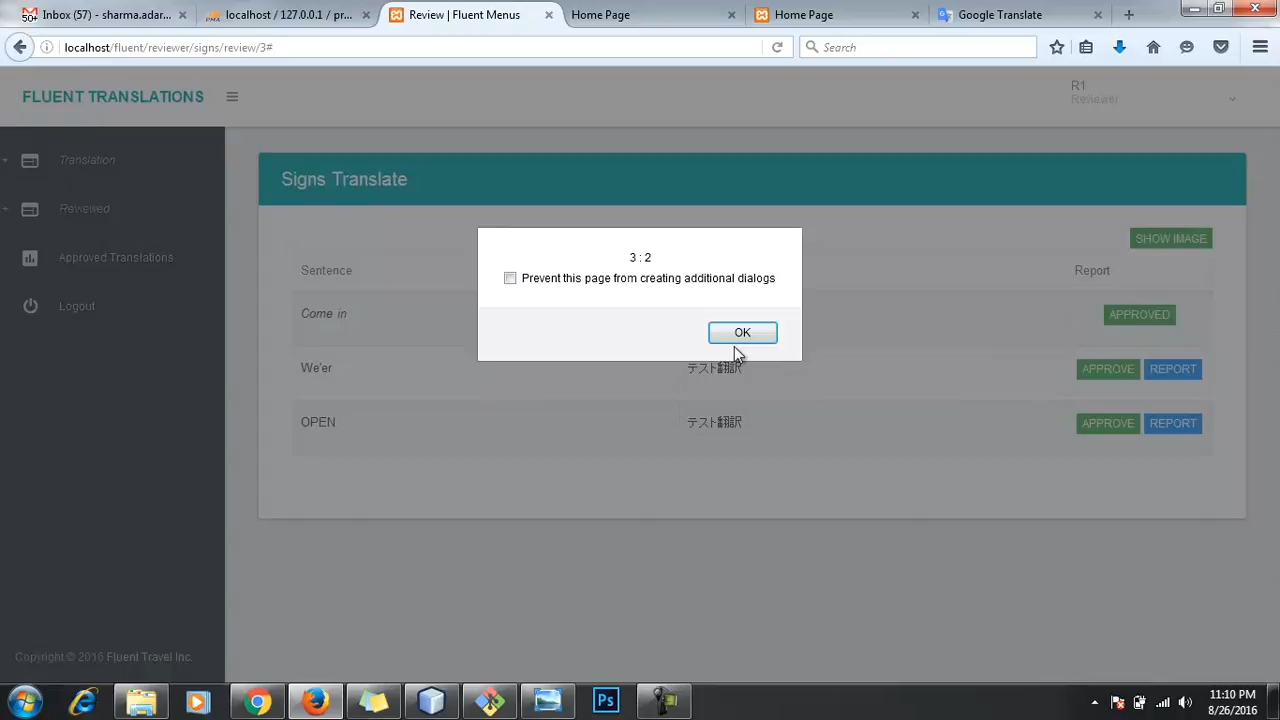 Inbox (57) - sharma.adar...
localhost / 127.0.0.1 / pr...
Review | Fluent Menus
Home Page
Home Page
Google Translate
localhost/fluent/reviewer/signs/review/3#
Search
FLUENT TRANSLATIONS
R1
Reviewer
Translation
Reviewed
Approved Translations
Logout
Signs Translate
SHOW IMAGE
Sentence
Report
3 : 2
Prevent this page from creating additional dialogs
OK
Come in
APPROVED
We'er
テスト翻訳
APPROVE
REPORT
OPEN
テスト翻訳
APPROVE
REPORT
Copyright © 2016 Fluent Travel Inc.
Ps
11:10 PM
8/26/2016